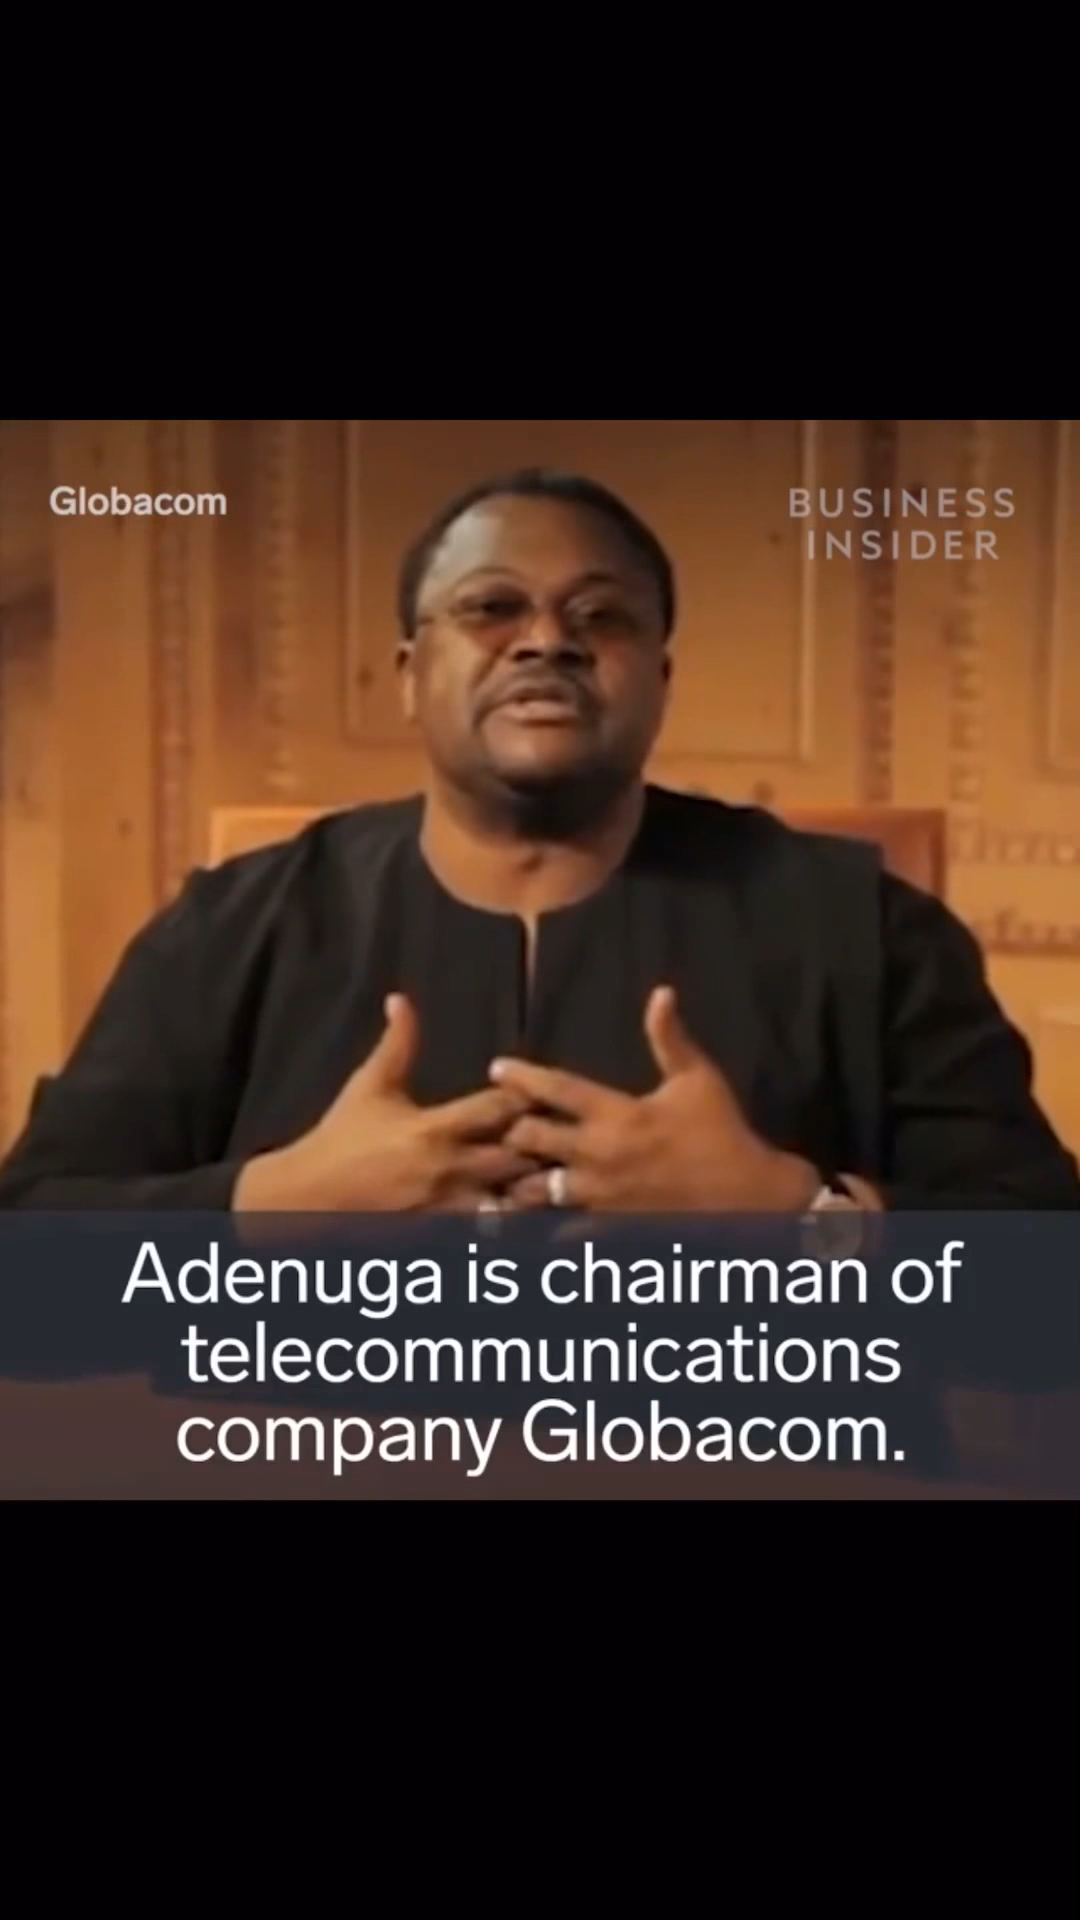 Globacom
BUSINESS
INSIDER
Adenuga is chairman of
telecommunications
company Globacom.